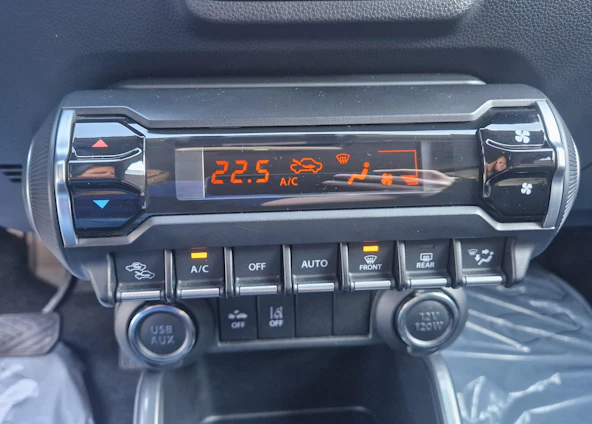 22.5
A/C
A/C
OFF
AUTO
FRONT
REAR
OFF
OFF
USB
AUX
12V
120W